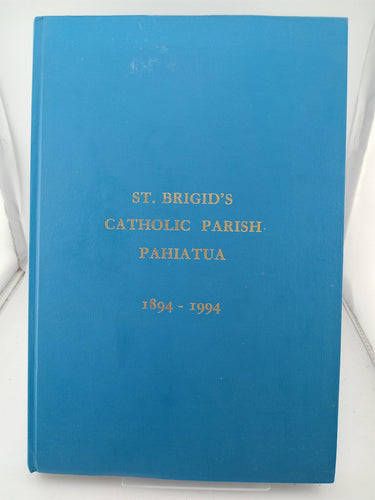 ST. BRIGID'S
CATHOLIC PARISH
PAHIATUA
1894 - 1994